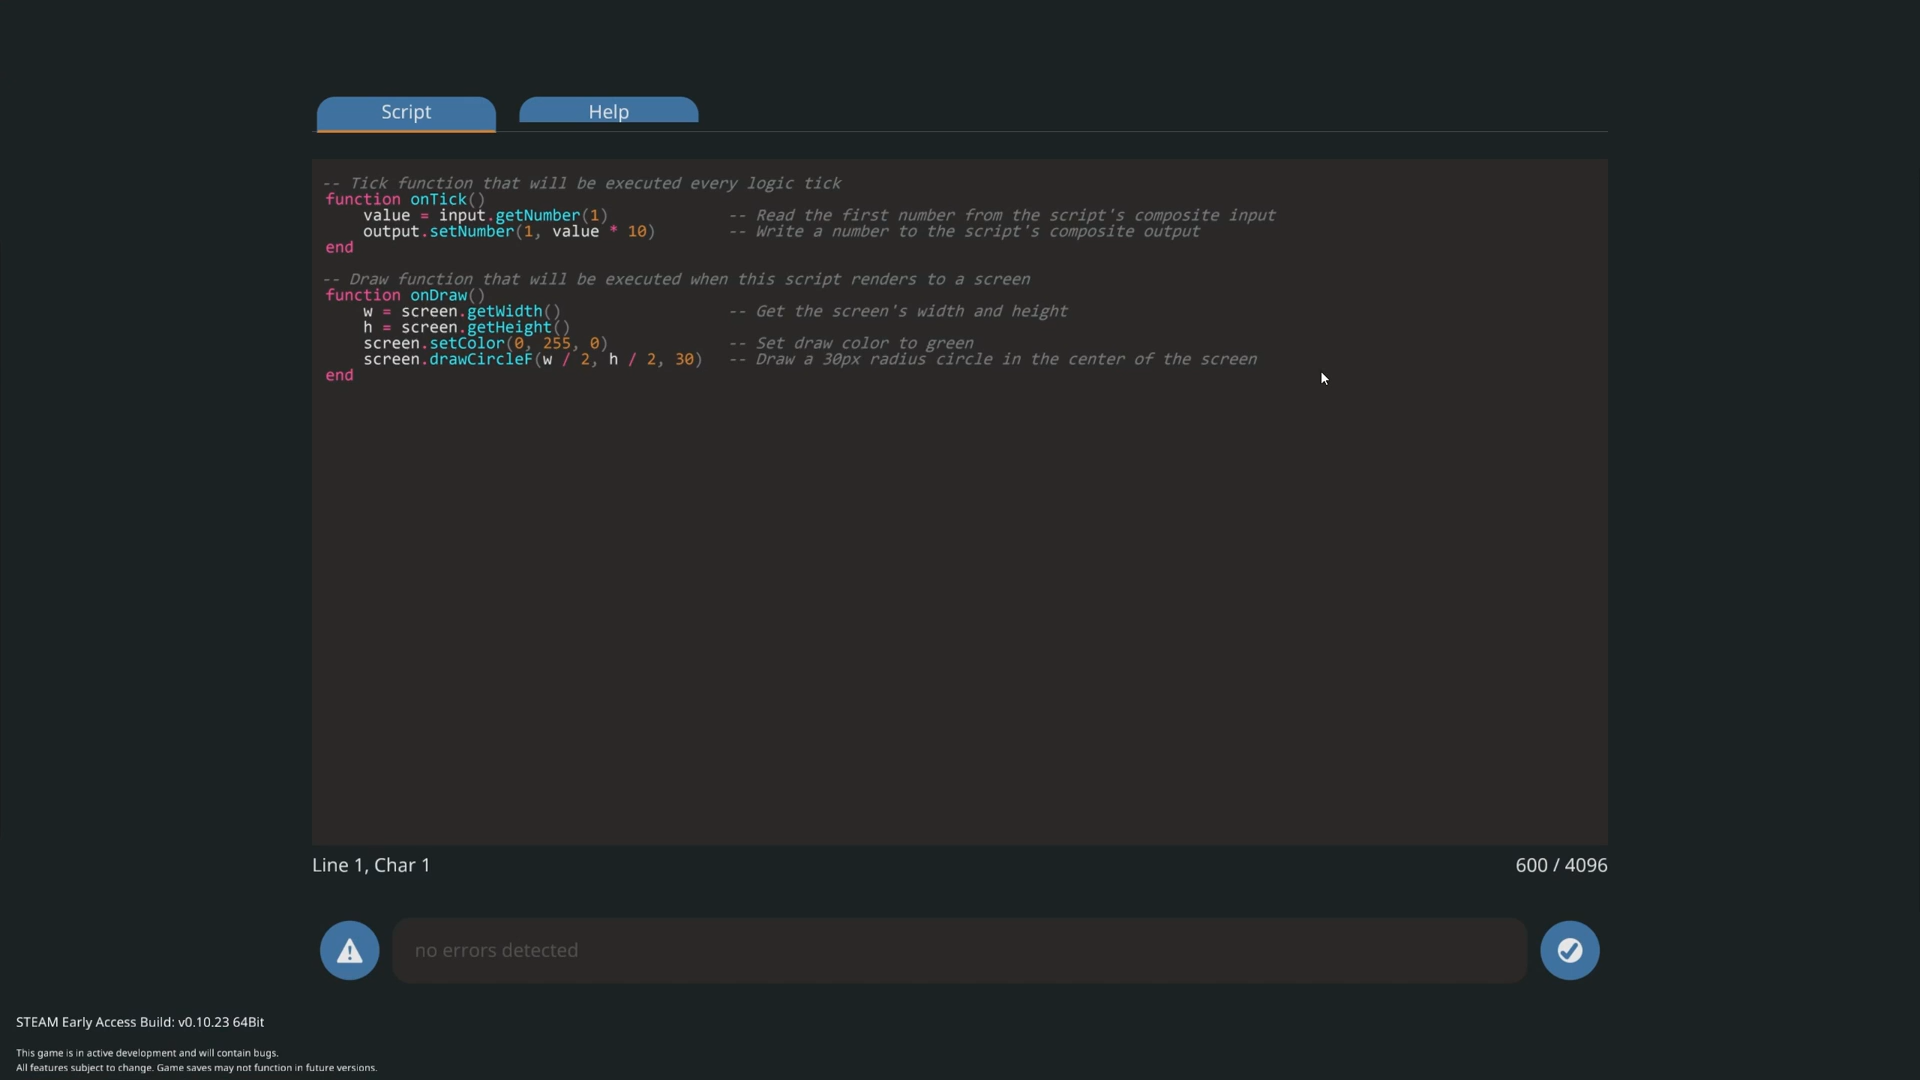 Script
Help
-- Tick function that will be executed every logic tick
function onTick()
    value = input.getNumber(1)             -- Read the first number from the script's composite input
    output.setNumber(1, value * 10)        -- Write a number to the script's composite output
end
-- Draw function that will be executed when this script renders to a screen
function onDraw()
    w = screen.getWidth()                  -- Get the screen's width and height
    h = screen.getHeight()
    screen.setColor(0, 255, 0)             -- Set draw color to green
    screen.drawCircleF(w / 2, h / 2, 30)   -- Draw a 30px radius circle in the center of the screen
end
Line 1, Char 1
600 / 4096
no errors detected
STEAM Early Access Build: v0.10.23 64Bit
This game is in active development and will contain bugs.
All features subject to change. Game saves may not function in future versions.